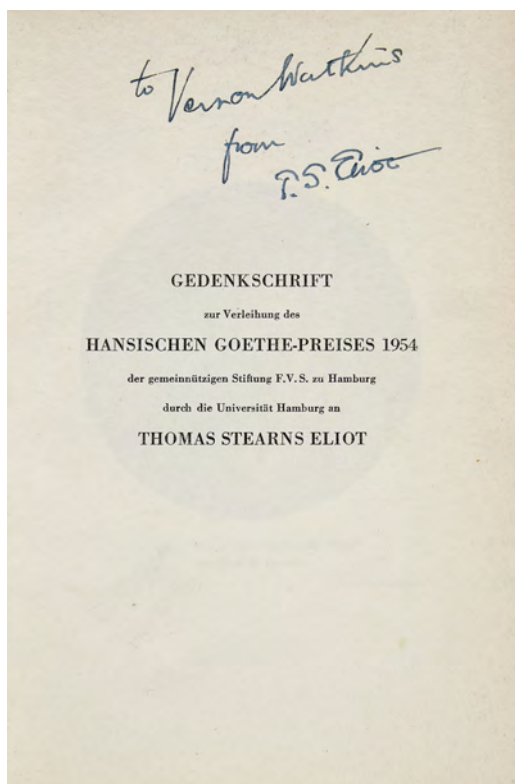 to Vernon Watkins
from
T. S. Eliot
GEDENKSCHRIFT
zur Verleihung des
HANSISCHEN GOETHE-PREISES 1954
der gemeinnützigen Stiftung F.V.S. zu Hamburg
durch die Universität Hamburg an
THOMAS STEARNS ELIOT